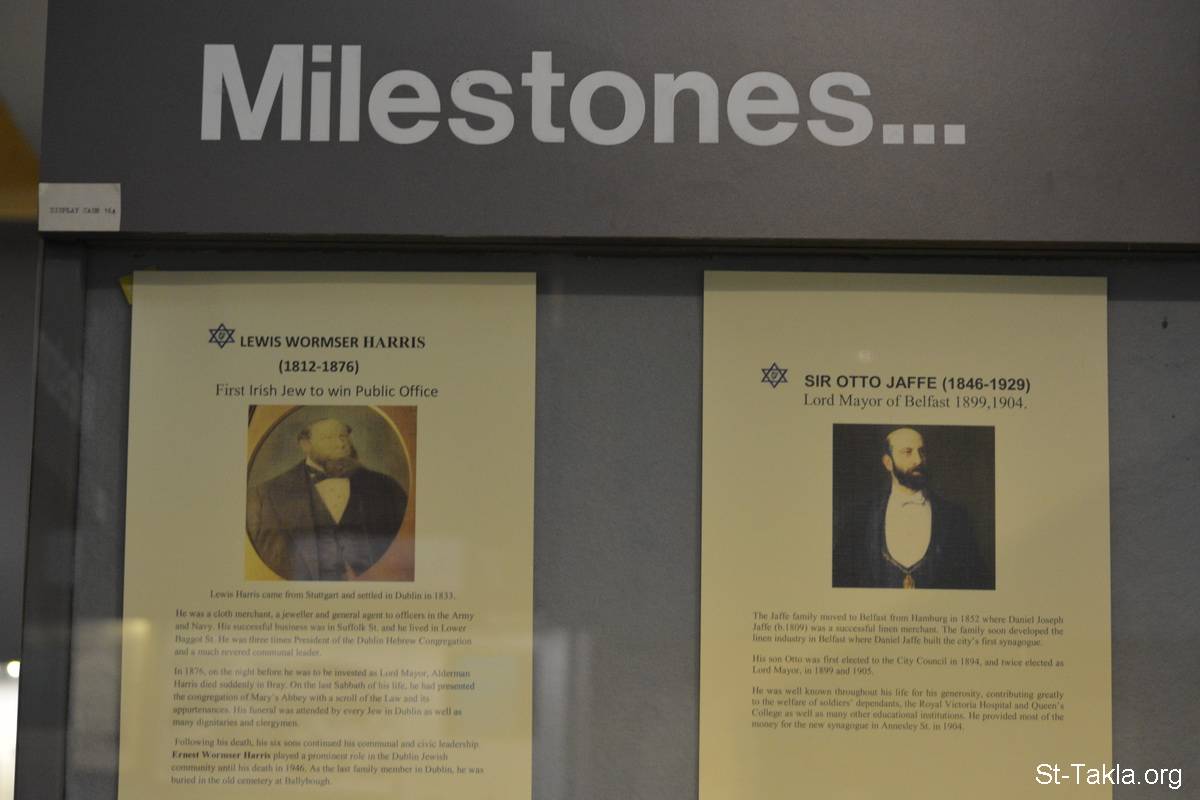 Milestones...
DISPLAY CASE 16A
LEWIS WORMSER HARRIS
(1812-1876)
First Irish Jew to win Public Office
Lewis Harris came from Stuttgart and settled in Dublin in 1833.
He was a cloth merchant, a jeweller and general agent to officers in the Army
and Navy. His successful business was in Suffolk St. and he lived in Lower
Baggot St. He was three times President of the Dublin Hebrew Congregation
and a much revered communal leader.
In 1876, on the night before he was to be invested as Lord Mayor, Alderman
Harris died suddenly in Bray. On the last Sabbath of his life, he had presented
the congregation of Mary's Abbey with a scroll of the Law and its
appurtenances. His funeral was attended by every Jew in Dublin as well as
many dignitaries and clergymen.
Following his death, his six sons continued his communal and civic leadership
Ernest Wormser Harris played a prominent role in the Dublin Jewish
community until his death in 1946. As the last family member in Dublin, he was
buried in the old cemetery at Ballybough.
SIR OTTO JAFFE (1846-1929)
Lord Mayor of Belfast 1899,1904.
The Jaffe family moved to Belfast from Hamburg in 1852 where Daniel Joseph
Jaffe (b.1809) was a successful linen merchant. The family soon developed the
linen industry in Belfast where Daniel Jaffe built the city's first synagogue.
His son Otto was first elected to the City Council in 1894, and twice elected as
Lord Mayor, in 1899 and 1905.
He was well known throughout his life for his generosity, contributing greatly
to the welfare of soldiers' dependants, the Royal Victoria Hospital and Queen's
College as well as many other educational institutions. He provided most of the
money for the new synagogue in Annesley St. in 1904.
St-Takla.org